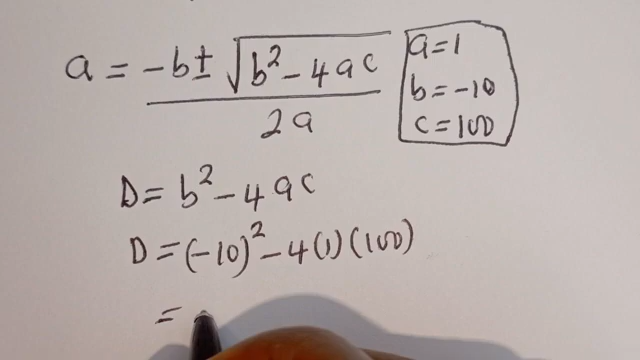 a = (-b ± √(b² - 4ac)) / 2a
a = 1
b = -10
c = 100
D = b² - 4ac
D = (-10)² - 4(1)(100)
=